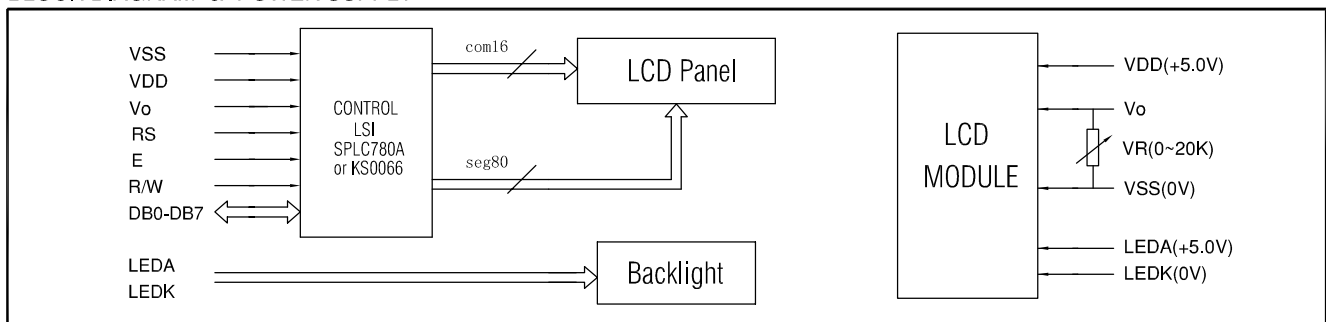 VSS
VDD
Vo
RS
E
R/W
DB0-DB7
LEDA
LEDK
CONTROL
LSI
SPLC780A
or KS0066
com16
seg80
LCD Panel
Backlight
LCD
MODULE
VDD(+5.0V)
Vo
VR(0~20K)
VSS(0V)
LEDA(+5.0V)
LEDK(0V)